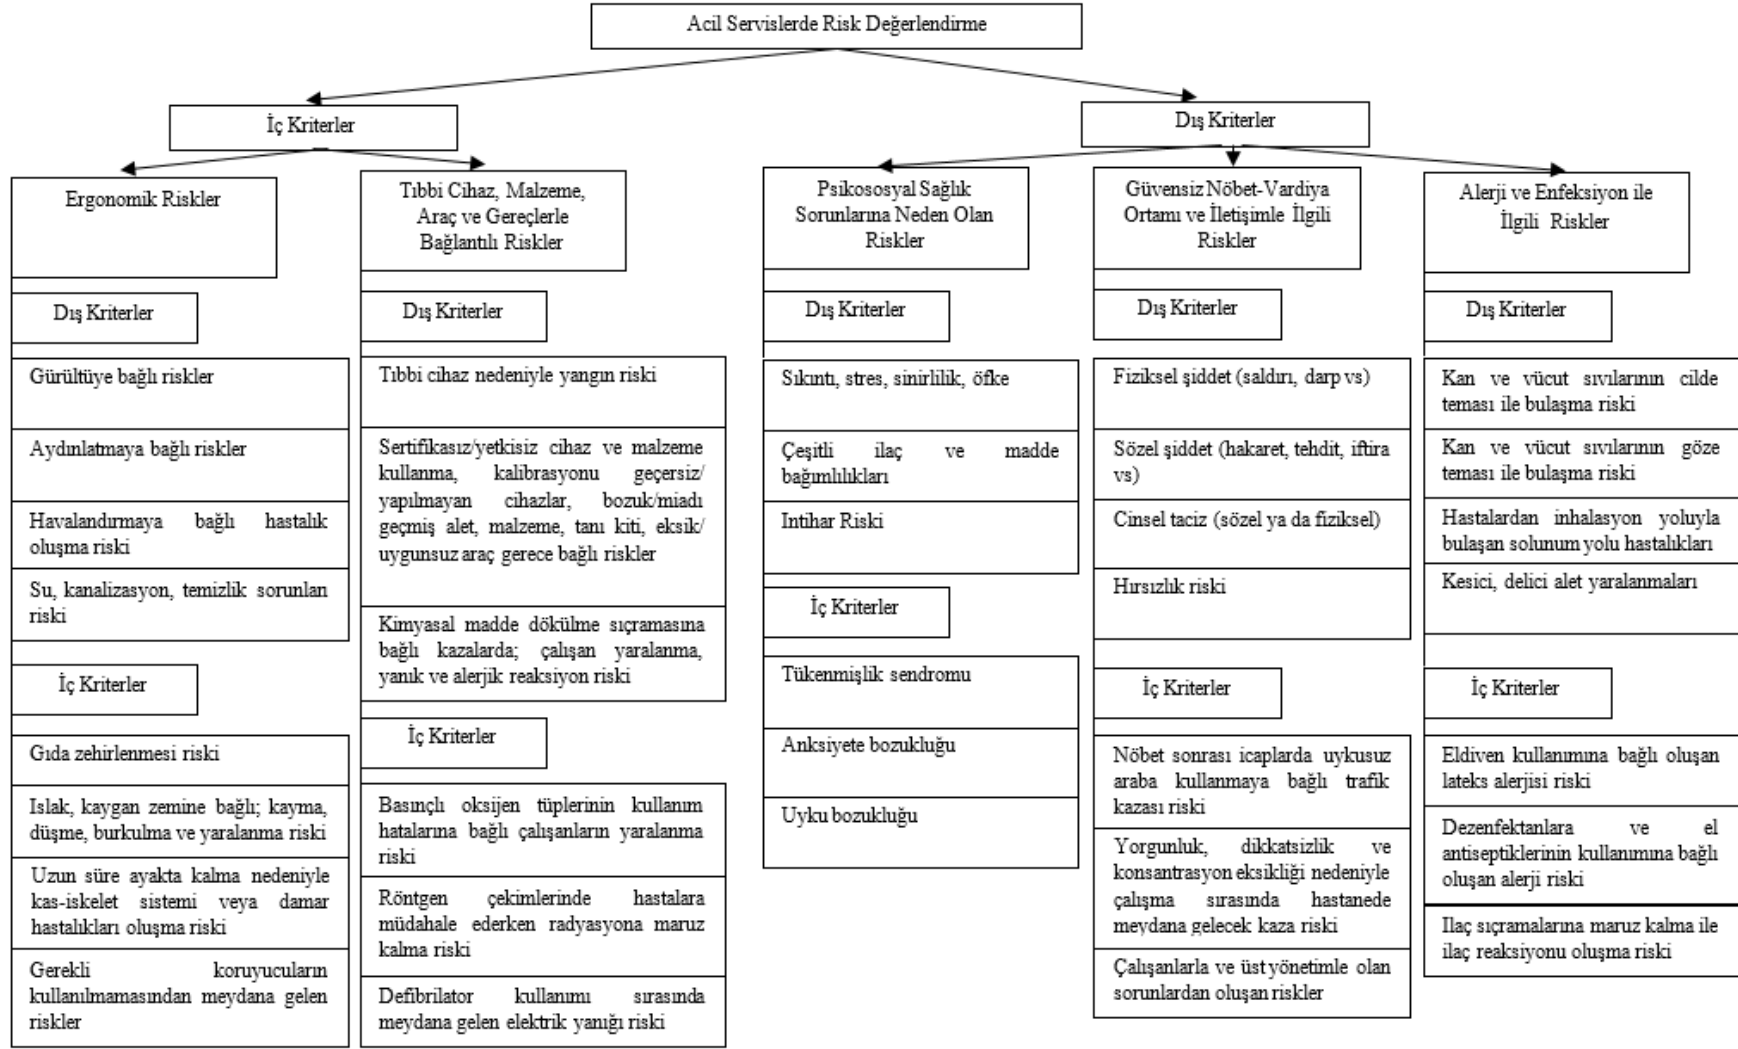 Acil Servislerde Risk Değerlendirme
İç Kriterler
Dış Kriterler
Ergonomik Riskler
Tıbbi Cihaz, Malzeme,
Araç ve Gereçlerle
Bağlantılı Riskler
Psikososyal Sağlık
Sorunlarına Neden Olan
Riskler
Güvensiz Nöbet-Vardiya
Ortamı ve İletişimle İlgili
Riskler
Alerji ve Enfeksiyon ile
İlgili Riskler
Dış Kriterler
Gürültüye bağlı riskler
Aydınlatmaya bağlı riskler
Havalandırmaya bağlı hastalık
oluşma riski
Su, kanalizasyon, temizlik sorunları
riski
İç Kriterler
Gıda zehirlenmesi riski
Islak, kaygan zemine bağlı; kayma,
düşme, burkulma ve yaralanma riski
Uzun süre ayakta kalma nedeniyle
kas-iskelet sistemi veya damar
hastalıkları oluşma riski
Gerekli koruyucuların
kullanılmamasından meydana gelen
riskler
Dış Kriterler
Tıbbi cihaz nedeniyle yangın riski
Sertifikasız/yetkisiz cihaz ve malzeme
kullanma, kalibrasyonu geçersiz/
yapılmayan cihazlar, bozuk/miadı
geçmiş alet, malzeme, tanı kiti, eksik/
uygunsuz araç gerece bağlı riskler
Kimyasal madde dökülme sıçramasına
bağlı kazalarda; çalışan yaralanma,
yanık ve alerjik reaksiyon riski
İç Kriterler
Basınçlı oksijen tüplerinin kullanım
hatalarına bağlı çalışanların yaralanma
riski
Röntgen çekimlerinde hastalara
müdahale ederken radyasyona maruz
kalma riski
Defibrilator kullanımı sırasında
meydana gelen elektrik yanığı riski
Dış Kriterler
Sıkıntı, stres, sinirlilik, öfke
Çeşitli ilaç ve madde
bağımlılıkları
Intihar Riski
İç Kriterler
Tükenmişlik sendromu
Anksiyete bozukluğu
Uyku bozukluğu
Dış Kriterler
Fiziksel şiddet (saldırı, darp vs)
Sözel şiddet (hakaret, tehdit, iftira
vs)
Cinsel taciz (sözel ya da fiziksel)
Hırsızlık riski
İç Kriterler
Nöbet sonrası icaplarda uykusuz
araba kullanmaya bağlı trafik
kazası riski
Yorgunluk, dikkatsizlik ve
konsantrasyon eksikliği nedeniyle
çalışma sırasında hastanede
meydana gelecek kaza riski
Çalışanlarla ve üst yönetimle olan
sorunlardan oluşan riskler
Dış Kriterler
Kan ve vücut sıvılarının cilde
teması ile bulaşma riski
Kan ve vücut sıvılarının göze
teması ile bulaşma riski
Hastalardan inhalasyon yoluyla
bulaşan solunum yolu hastalıkları
Kesici, delici alet yaralanmaları
İç Kriterler
Eldiven kullanımına bağlı oluşan
lateks alerjisi riski
Dezenfektanlara ve el
antiseptiklerinin kullanımına bağlı
oluşan alerji riski
Ilaç sıçramalarına maruz kalma ile
ilaç reaksiyonu oluşma riski